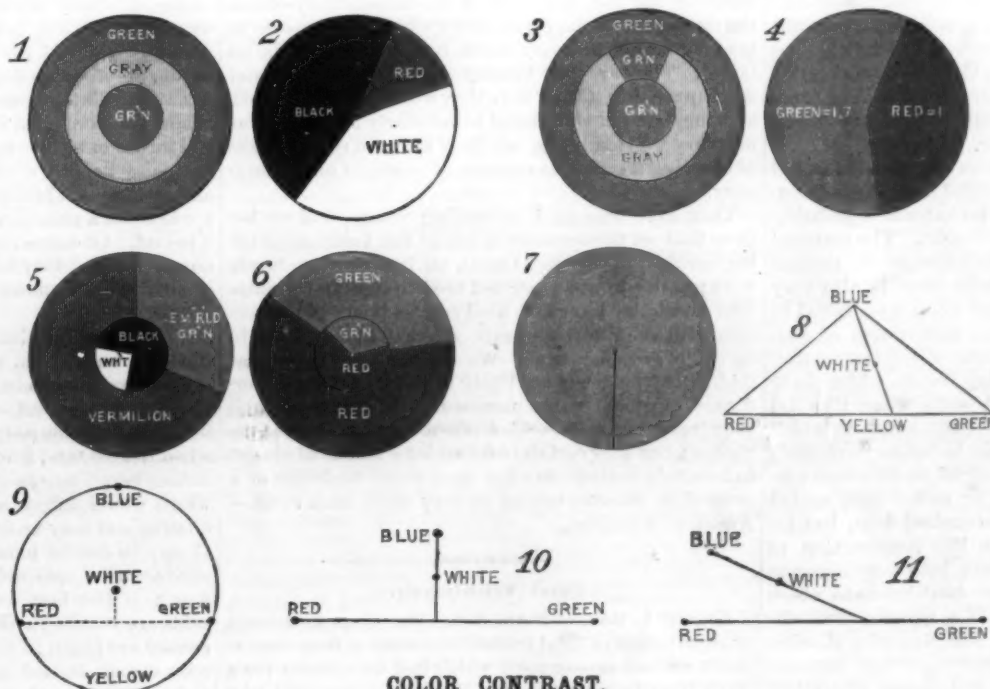 1
GREEN
GRAY
GR'N
2
BLACK
RED
WHITE
3
GREEN
GRN
GR'N
GRAY
4
GREEN=1,7
RED=1
5
BLACK
EM'RLD
GR'N
WHT
VERMILION
6
GREEN
GR'N
RED
RED
7
8
BLUE
WHITE
RED
YELLOW
GREEN
9
BLUE
WHITE
RED
GREEN
YELLOW
10
BLUE
WHITE
RED
GREEN
11
BLUE
WHITE
RED
GREEN
COLOR CONTRAST.